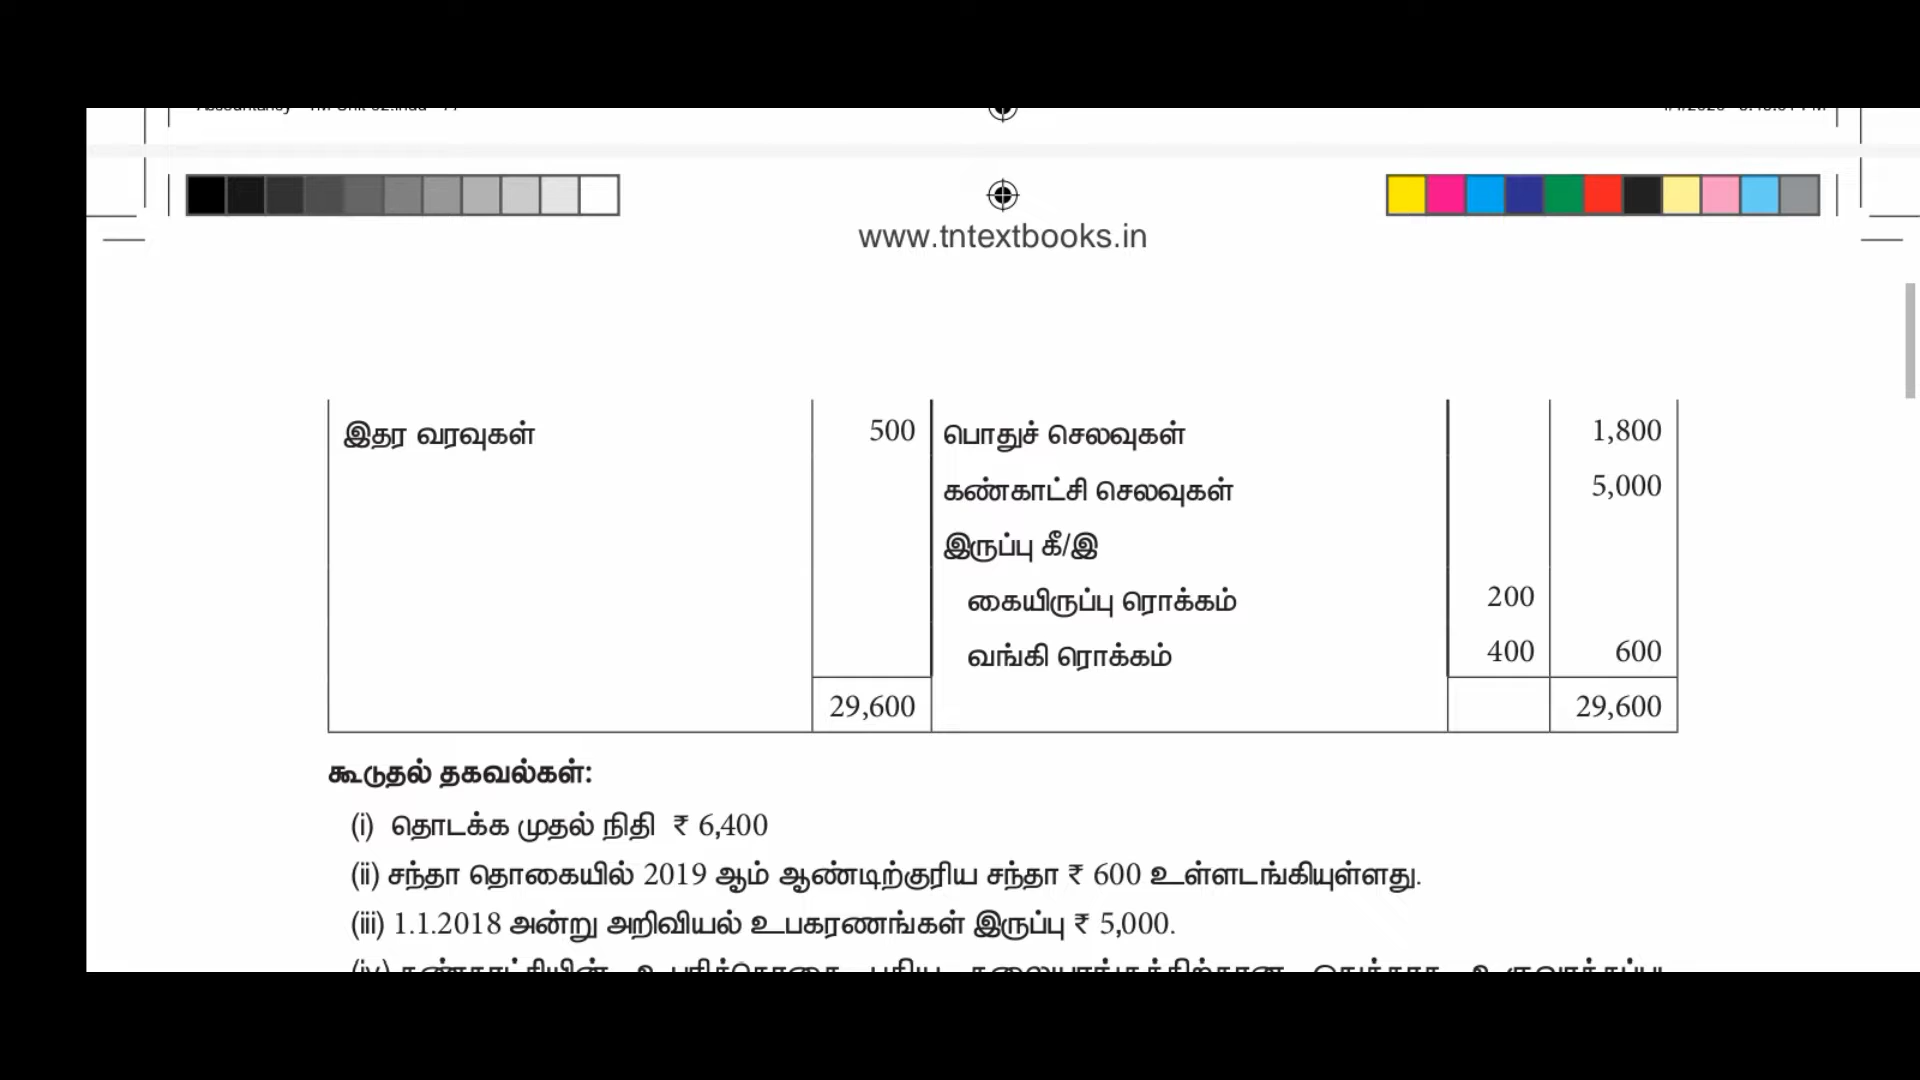 www.tntextbooks.in
இதர வரவுகள் 500 பொதுச் செலவுகள் 1,800
கண்காட்சி செலவுகள் 5,000
இருப்பு கீ/இ
கையிருப்பு ரொக்கம் 200
வங்கி ரொக்கம் 400 600
29,600 29,600
கூடுதல் தகவல்கள்:
(i) தொடக்க முதல் நிதி ₹ 6,400
(ii) சந்தா தொகையில் 2019 ஆம் ஆண்டிற்குரிய சந்தா ₹ 600 உள்ளடங்கியுள்ளது.
(iii) 1.1.2018 அன்று அறிவியல் உபகரணங்கள் இருப்பு ₹ 5,000.